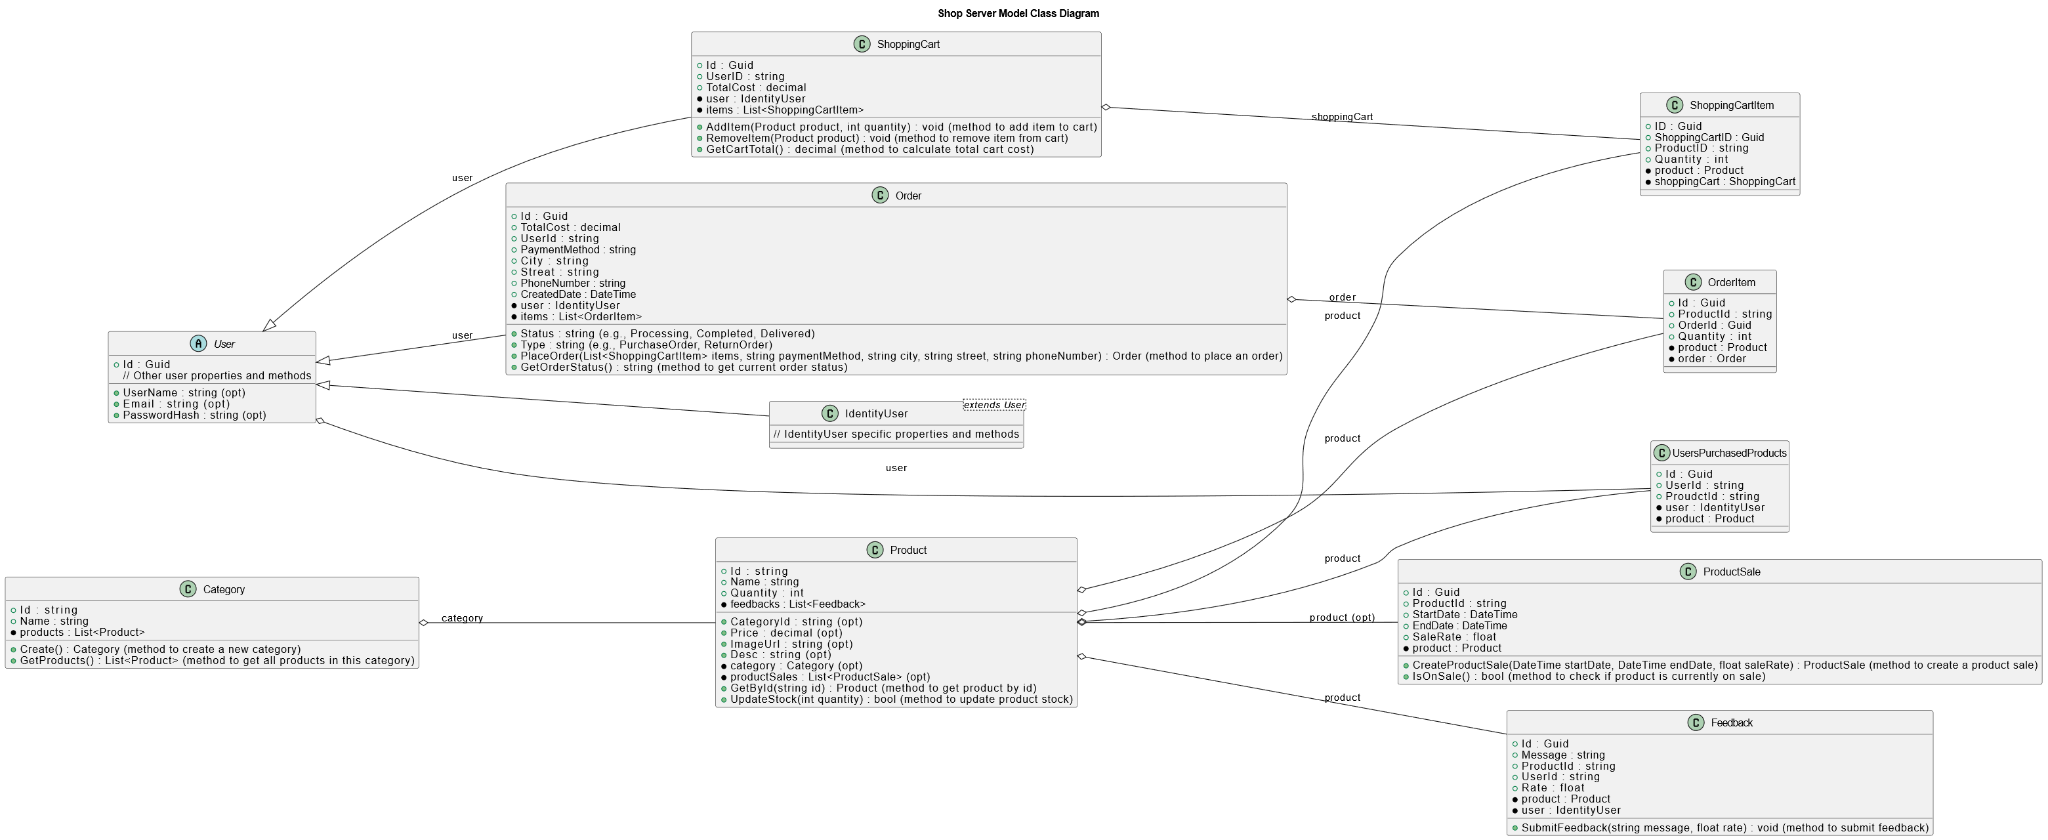 Shop Server Model Class Diagram
C ShoppingCart
Id : Guid
UserID : string
TotalCost : decimal
user : IdentityUser
items : List<ShoppingCartItem>
AddItem(Product product, int quantity) : void (method to add item to cart)
RemoveItem(Product product) : void (method to remove item from cart)
GetCartTotal() : decimal (method to calculate total cart cost)
shoppingCart
C ShoppingCartItem
ID : Guid
ShoppingCartID : Guid
ProductID : string
Quantity : int
product : Product
shoppingCart : ShoppingCart
user
C Order
Id : Guid
TotalCost : decimal
UserId : string
PaymentMethod : string
City : string
Streat : string
PhoneNumber : string
CreatedDate : DateTime
user : IdentityUser
items : List<OrderItem>
Status : string (e.g., Processing, Completed, Delivered)
Type : string (e.g., PurchaseOrder, ReturnOrder)
PlaceOrder(List<ShoppingCartItem> items, string paymentMethod, string city, string street, string phoneNumber) : Order (method to place an order)
GetOrderStatus() : string (method to get current order status)
order
product
C OrderItem
Id : Guid
ProductId : string
OrderId : Guid
Quantity : int
product : Product
order : Order
A User
Id : Guid
// Other user properties and methods
UserName : string (opt)
Email : string (opt)
PasswordHash : string (opt)
user
C IdentityUser
extends User
// IdentityUser specific properties and methods
product
user
C UsersPurchasedProducts
Id : Guid
UserId : string
ProudctId : string
user : IdentityUser
product : Product
C Category
Id : string
Name : string
products : List<Product>
Create() : Category (method to create a new category)
GetProducts() : List<Product> (method to get all products in this category)
category
C Product
Id : string
Name : string
Quantity : int
feedbacks : List<Feedback>
CategoryId : string (opt)
Price : decimal (opt)
ImageUrl : string (opt)
Desc : string (opt)
category : Category (opt)
productSales : List<ProductSale> (opt)
GetById(string id) : Product (method to get product by id)
UpdateStock(int quantity) : bool (method to update product stock)
product
product (opt)
C ProductSale
Id : Guid
ProductId : string
StartDate : DateTime
EndDate : DateTime
SaleRate : float
product : Product
CreateProductSale(DateTime startDate, DateTime endDate, float saleRate) : ProductSale (method to create a product sale)
IsOnSale() : bool (method to check if product is currently on sale)
product
C Feedback
Id : Guid
Message : string
ProductId : string
UserId : string
Rate : float
product : Product
user : IdentityUser
SubmitFeedback(string message, float rate) : void (method to submit feedback)